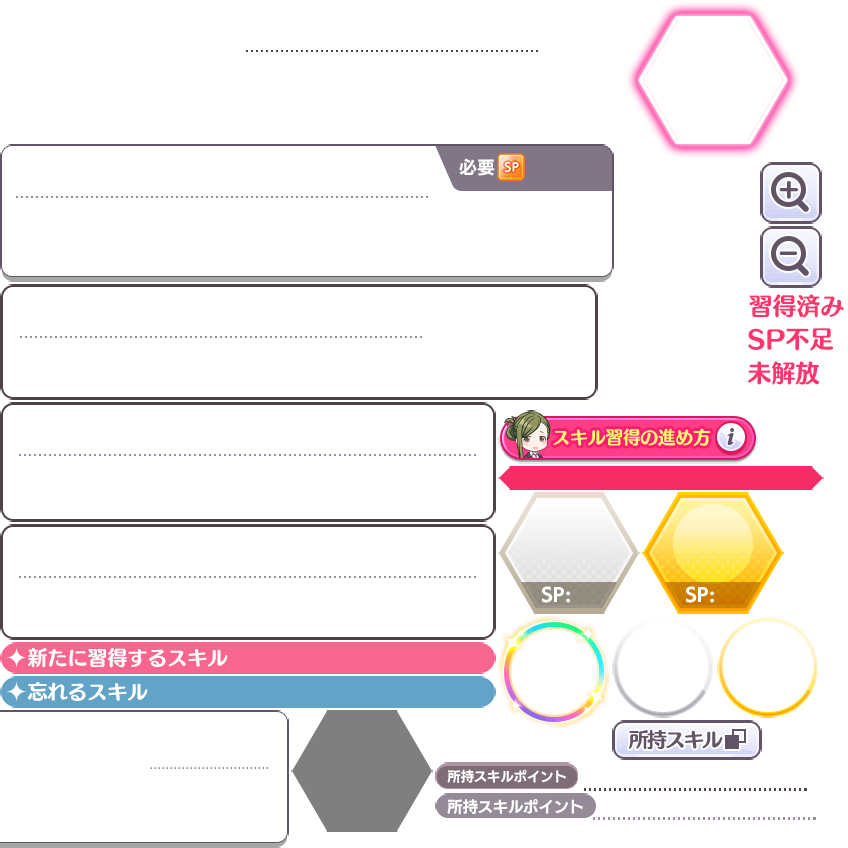 必要 SP
習得済み
SP不足
未解放
スキル習得の進め方 i
SP:
SP:
新たに習得するスキル
忘れるスキル
所持スキル
所持スキルポイント
所持スキルポイント